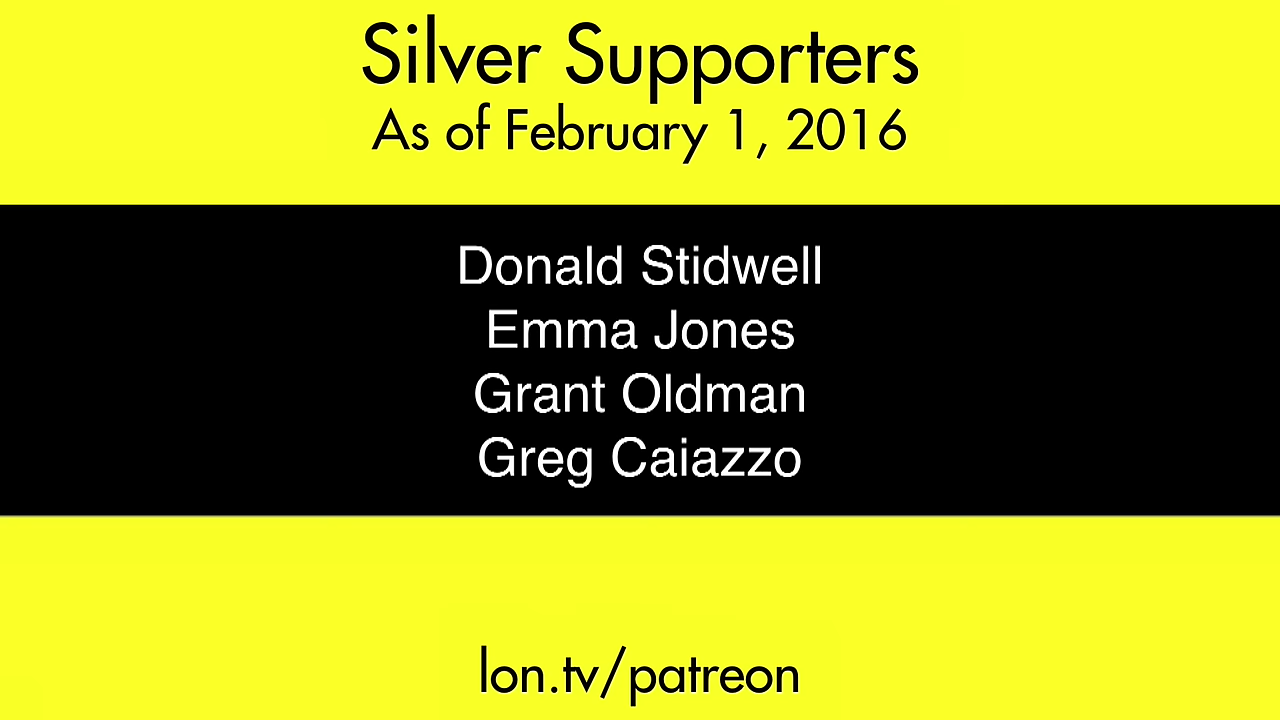 Silver Supporters
As of February 1, 2016
Donald Stidwell
Emma Jones
Grant Oldman
Greg Caiazzo
lon.tv/patreon